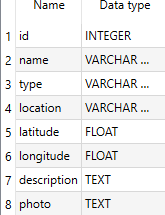 Name Data type
1 id INTEGER
2 name VARCHAR ...
3 type VARCHAR ...
4 location VARCHAR ...
5 latitude FLOAT
6 longitude FLOAT
7 description TEXT
8 photo TEXT